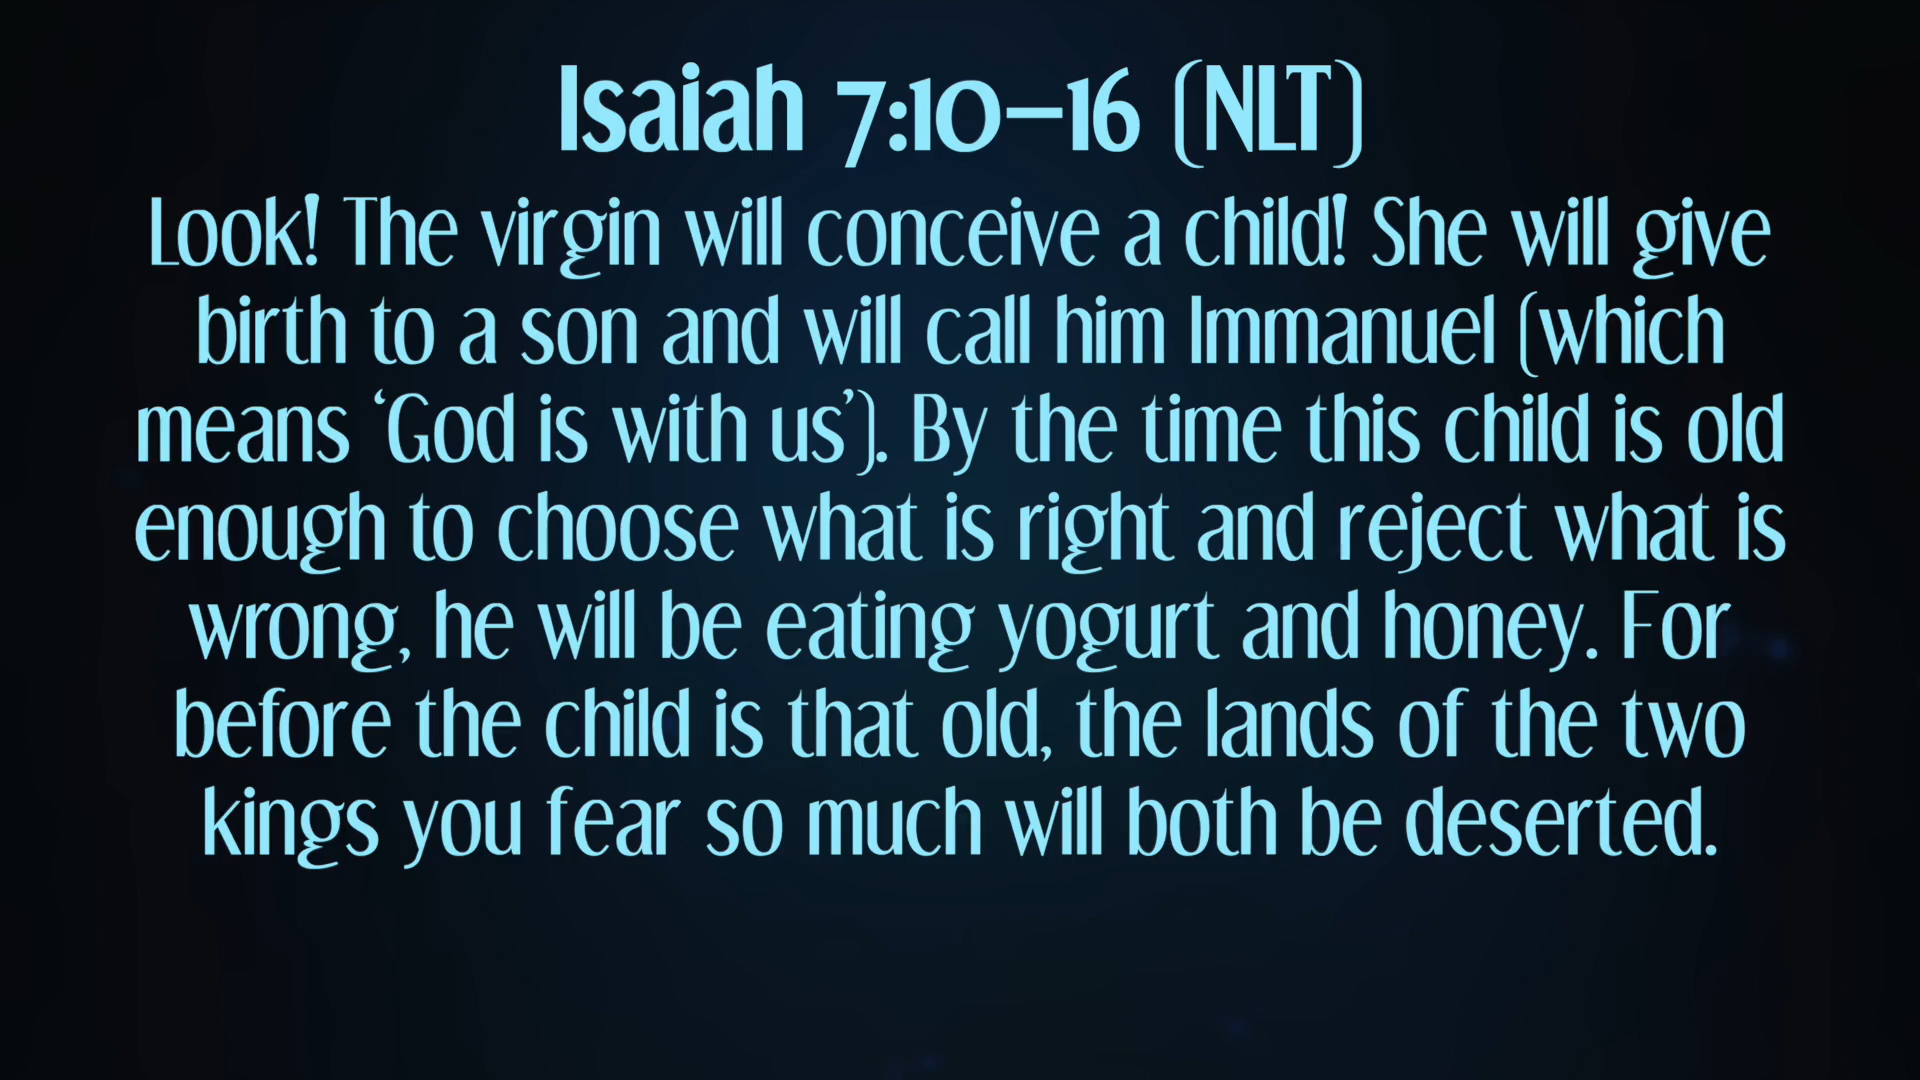 Isaiah 7:10–16 (NLT)
Look! The virgin will conceive a child! She will give
birth to a son and will call him Immanuel (which
means ‘God is with us’). By the time this child is old
enough to choose what is right and reject what is
wrong, he will be eating yogurt and honey. For
before the child is that old, the lands of the two
kings you fear so much will both be deserted.